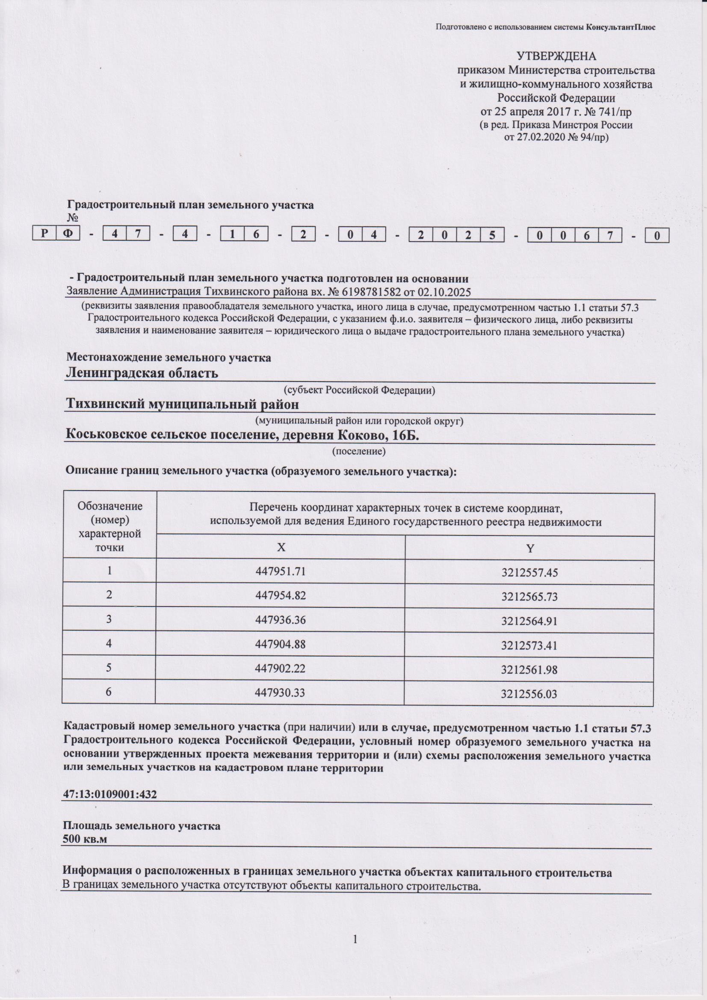 Подготовлено с использованием системы КонсультантПлюс
УТВЕРЖДЕНА
приказом Министерства строительства
и жилищно-коммунального хозяйства
Российской Федерации
от 25 апреля 2017 г. № 741/пр
(в ред. Приказа Минстроя России
от 27.02.2020 № 94/пр)
Градостроительный план земельного участка
№
Р Ф - 4 7 - 4 - 1 6 - 2 - 0 4 - 2 0 2 5 - 0 0 6 7 - 0
- Градостроительный план земельного участка подготовлен на основании
Заявление Администрация Тихвинского района вх. № 6198781582 от 02.10.2025
(реквизиты заявления правообладателя земельного участка, иного лица в случае, предусмотренном частью 1.1 статьи 57.3
Градостроительного кодекса Российской Федерации, с указанием ф.и.о. заявителя – физического лица, либо реквизиты
заявления и наименование заявителя – юридического лица о выдаче градостроительного плана земельного участка)
Местонахождение земельного участка
Ленинградская область
(субъект Российской Федерации)
Тихвинский муниципальный район
(муниципальный район или городской округ)
Коськовское сельское поселение, деревня Коково, 16Б.
(поселение)
Описание границ земельного участка (образуемого земельного участка):
Обозначение
(номер)
характерной
точки
Перечень координат характерных точек в системе координат,
используемой для ведения Единого государственного реестра недвижимости
X Y
1 447951.71 3212557.45
2 447954.82 3212565.73
3 447936.36 3212564.91
4 447904.88 3212573.41
5 447902.22 3212561.98
6 447930.33 3212556.03
Кадастровый номер земельного участка (при наличии) или в случае, предусмотренном частью 1.1 статьи 57.3
Градостроительного кодекса Российской Федерации, условный номер образуемого земельного участка на
основании утвержденных проекта межевания территории и (или) схемы расположения земельного участка
или земельных участков на кадастровом плане территории
47:13:0109001:432
Площадь земельного участка
500 кв.м
Информация о расположенных в границах земельного участка объектах капитального строительства
В границах земельного участка отсутствуют объекты капитального строительства.
1